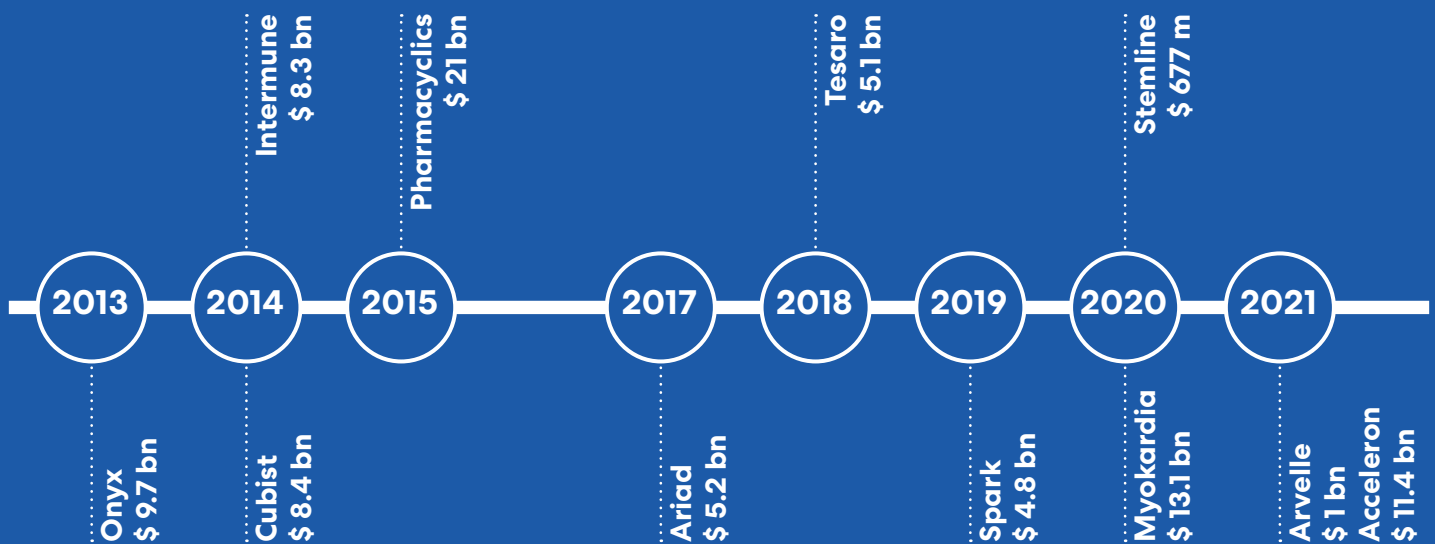 Intermune
$ 8.3 bn
Pharmacyclics
$ 21 bn
Tesaro
$ 5.1 bn
Stemline
$ 677 m
2013
2014
2015
2017
2018
2019
2020
2021
Onyx
$ 9.7 bn
Cubist
$ 8.4 bn
Ariad
$ 5.2 bn
Spark
$ 4.8 bn
Myokardia
$ 13.1 bn
Arvelle
$ 1 bn
Acceleron
$ 11.4 bn